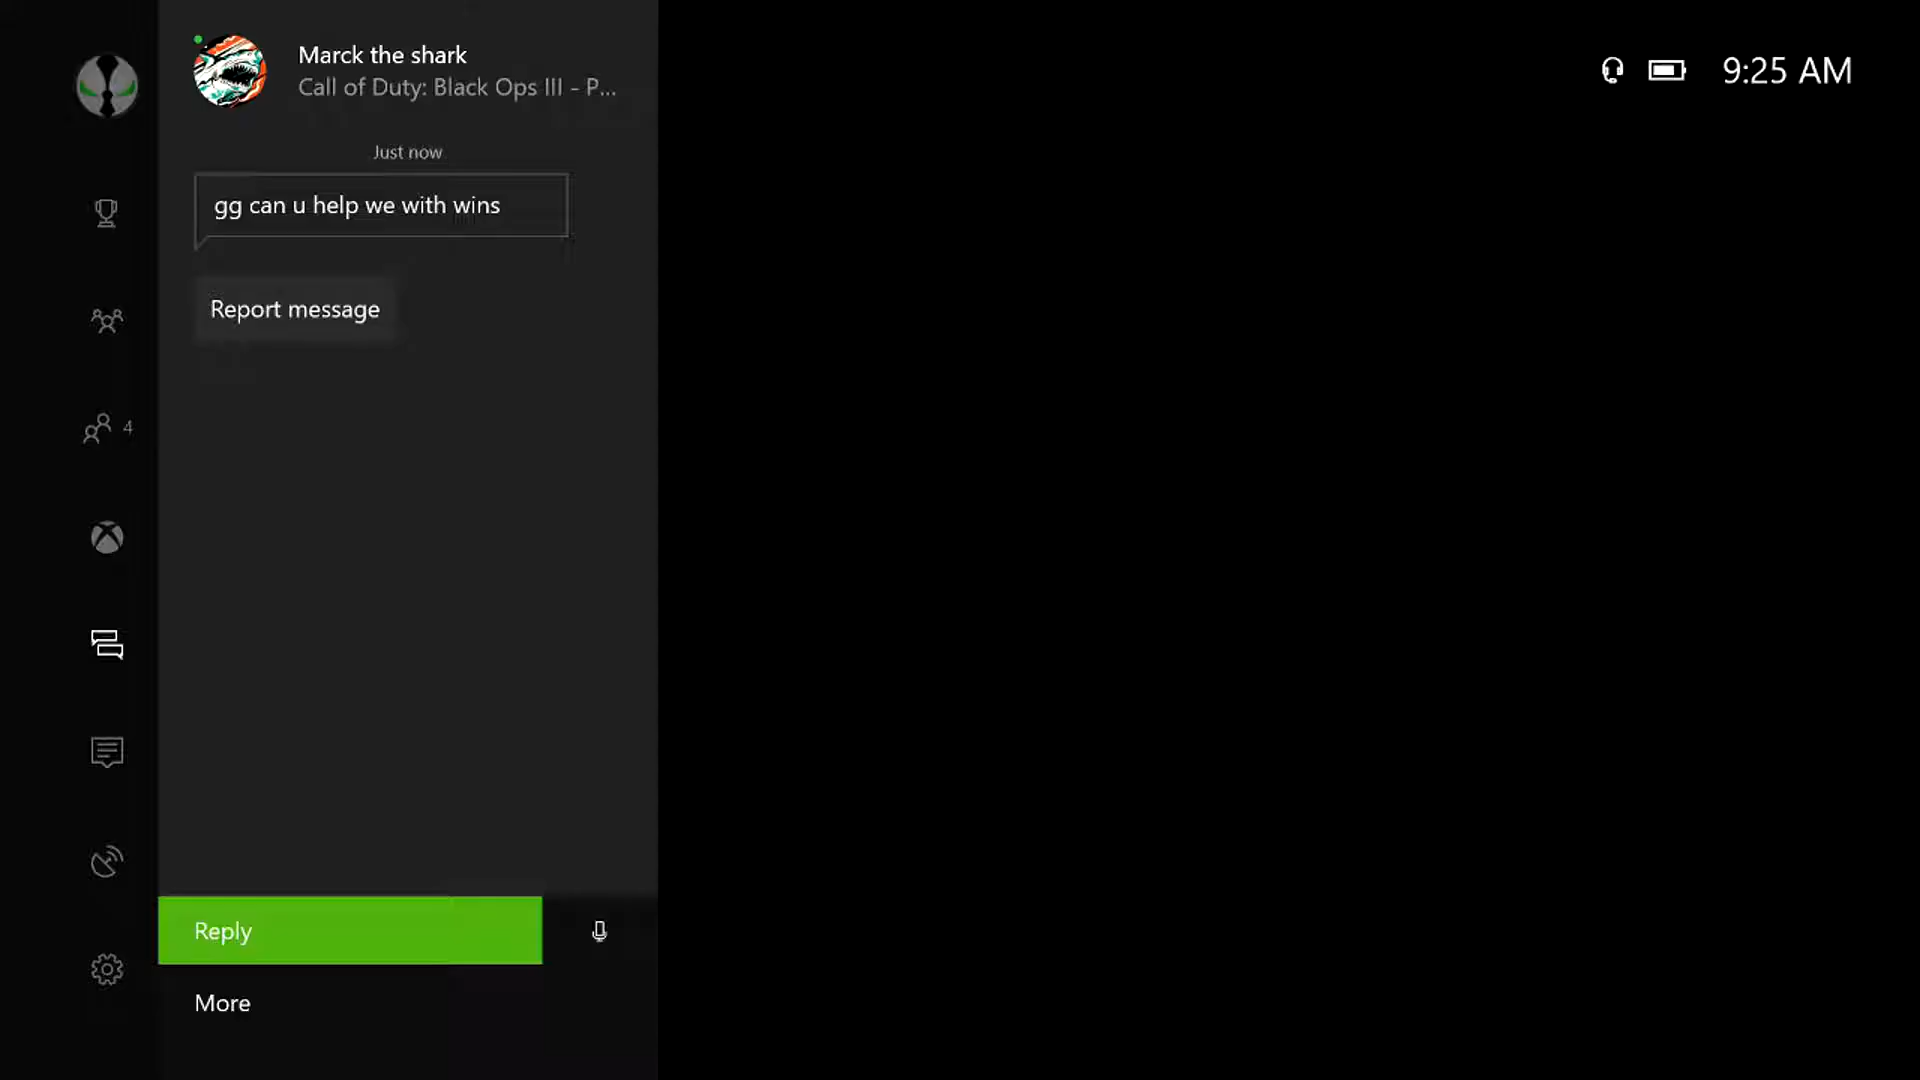 Marck the shark
Call of Duty: Black Ops III - P...
9:25 AM
Just now
gg can u help we with wins
Report message
4
Reply
More